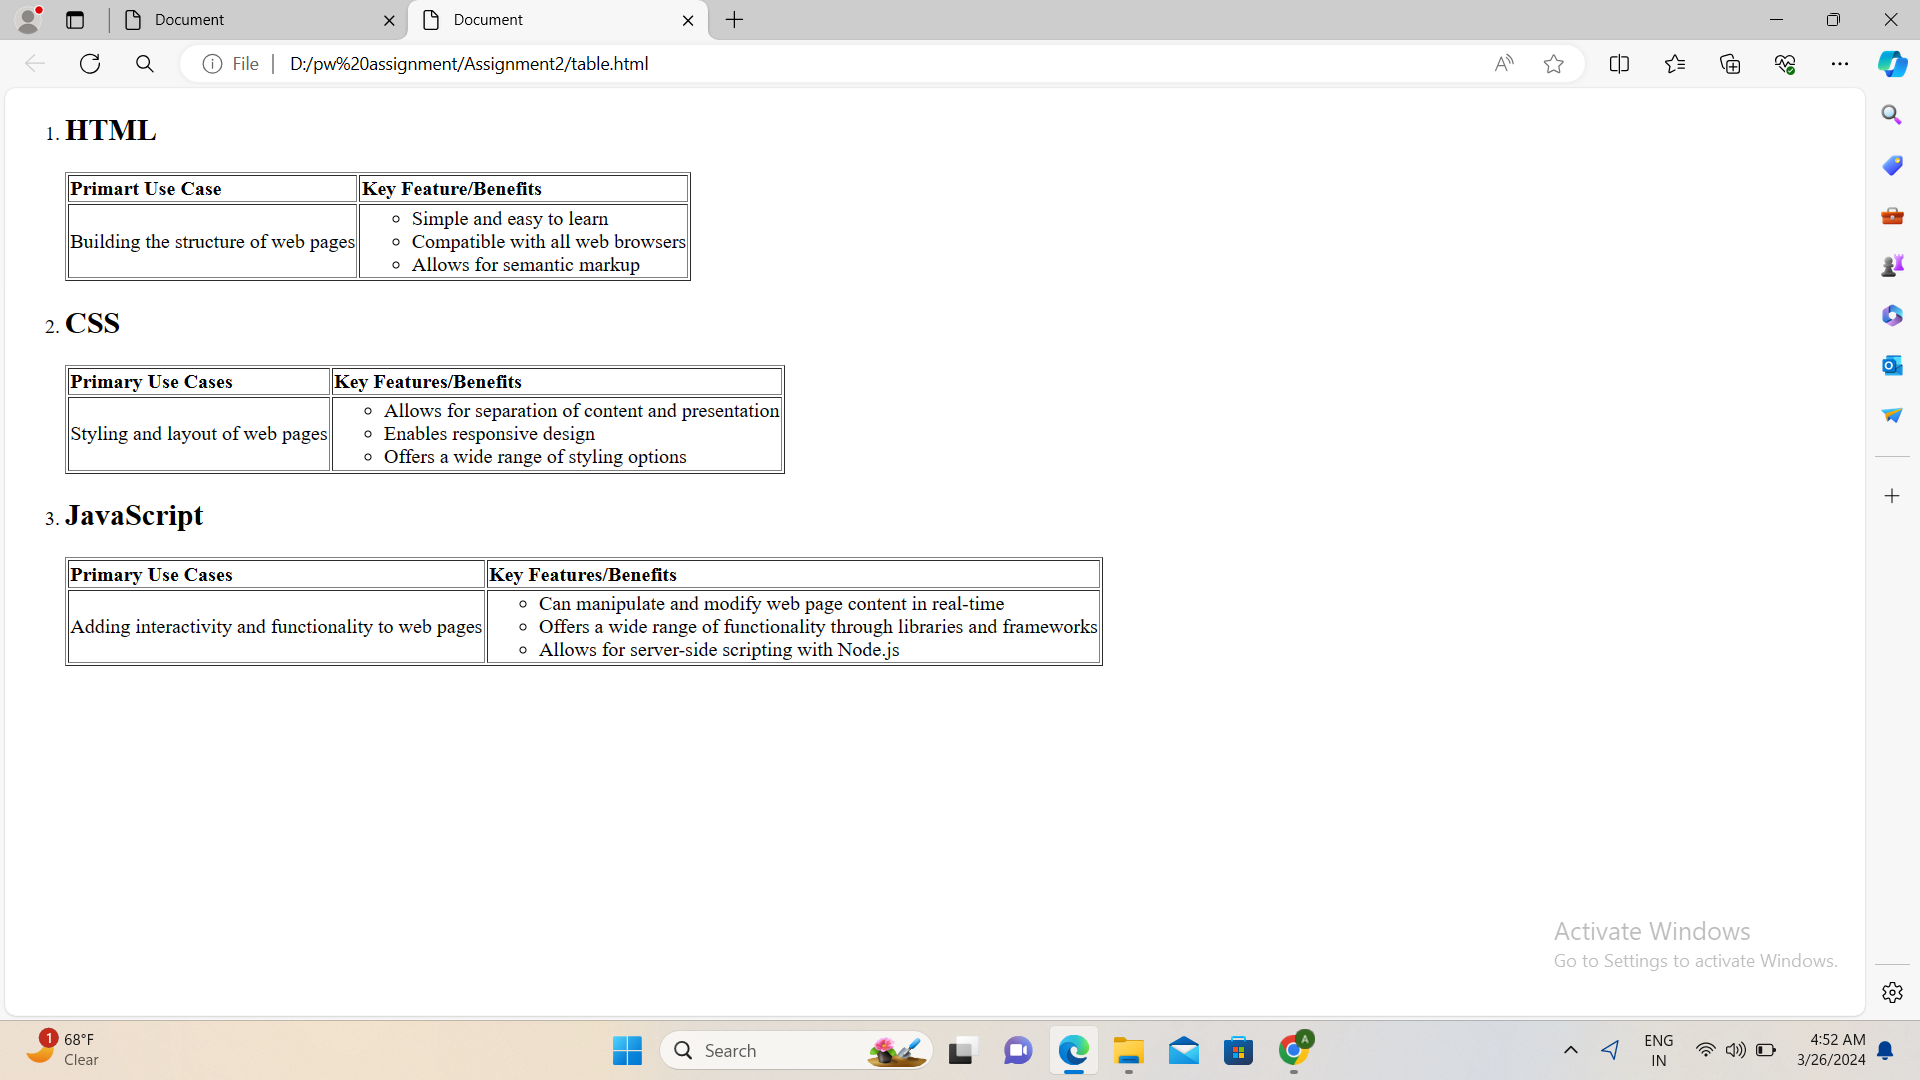 Document
Document
File
D:/pw%20assignment/Assignment2/table.html
1. HTML
Primart Use Case
Key Feature/Benefits
Building the structure of web pages
Simple and easy to learn
Compatible with all web browsers
Allows for semantic markup
2. CSS
Primary Use Cases
Key Features/Benefits
Styling and layout of web pages
Allows for separation of content and presentation
Enables responsive design
Offers a wide range of styling options
3. JavaScript
Primary Use Cases
Key Features/Benefits
Adding interactivity and functionality to web pages
Can manipulate and modify web page content in real-time
Offers a wide range of functionality through libraries and frameworks
Allows for server-side scripting with Node.js
Activate Windows
Go to Settings to activate Windows.
1
68°F
Clear
Search
A
ENG
IN
4:52 AM
3/26/2024